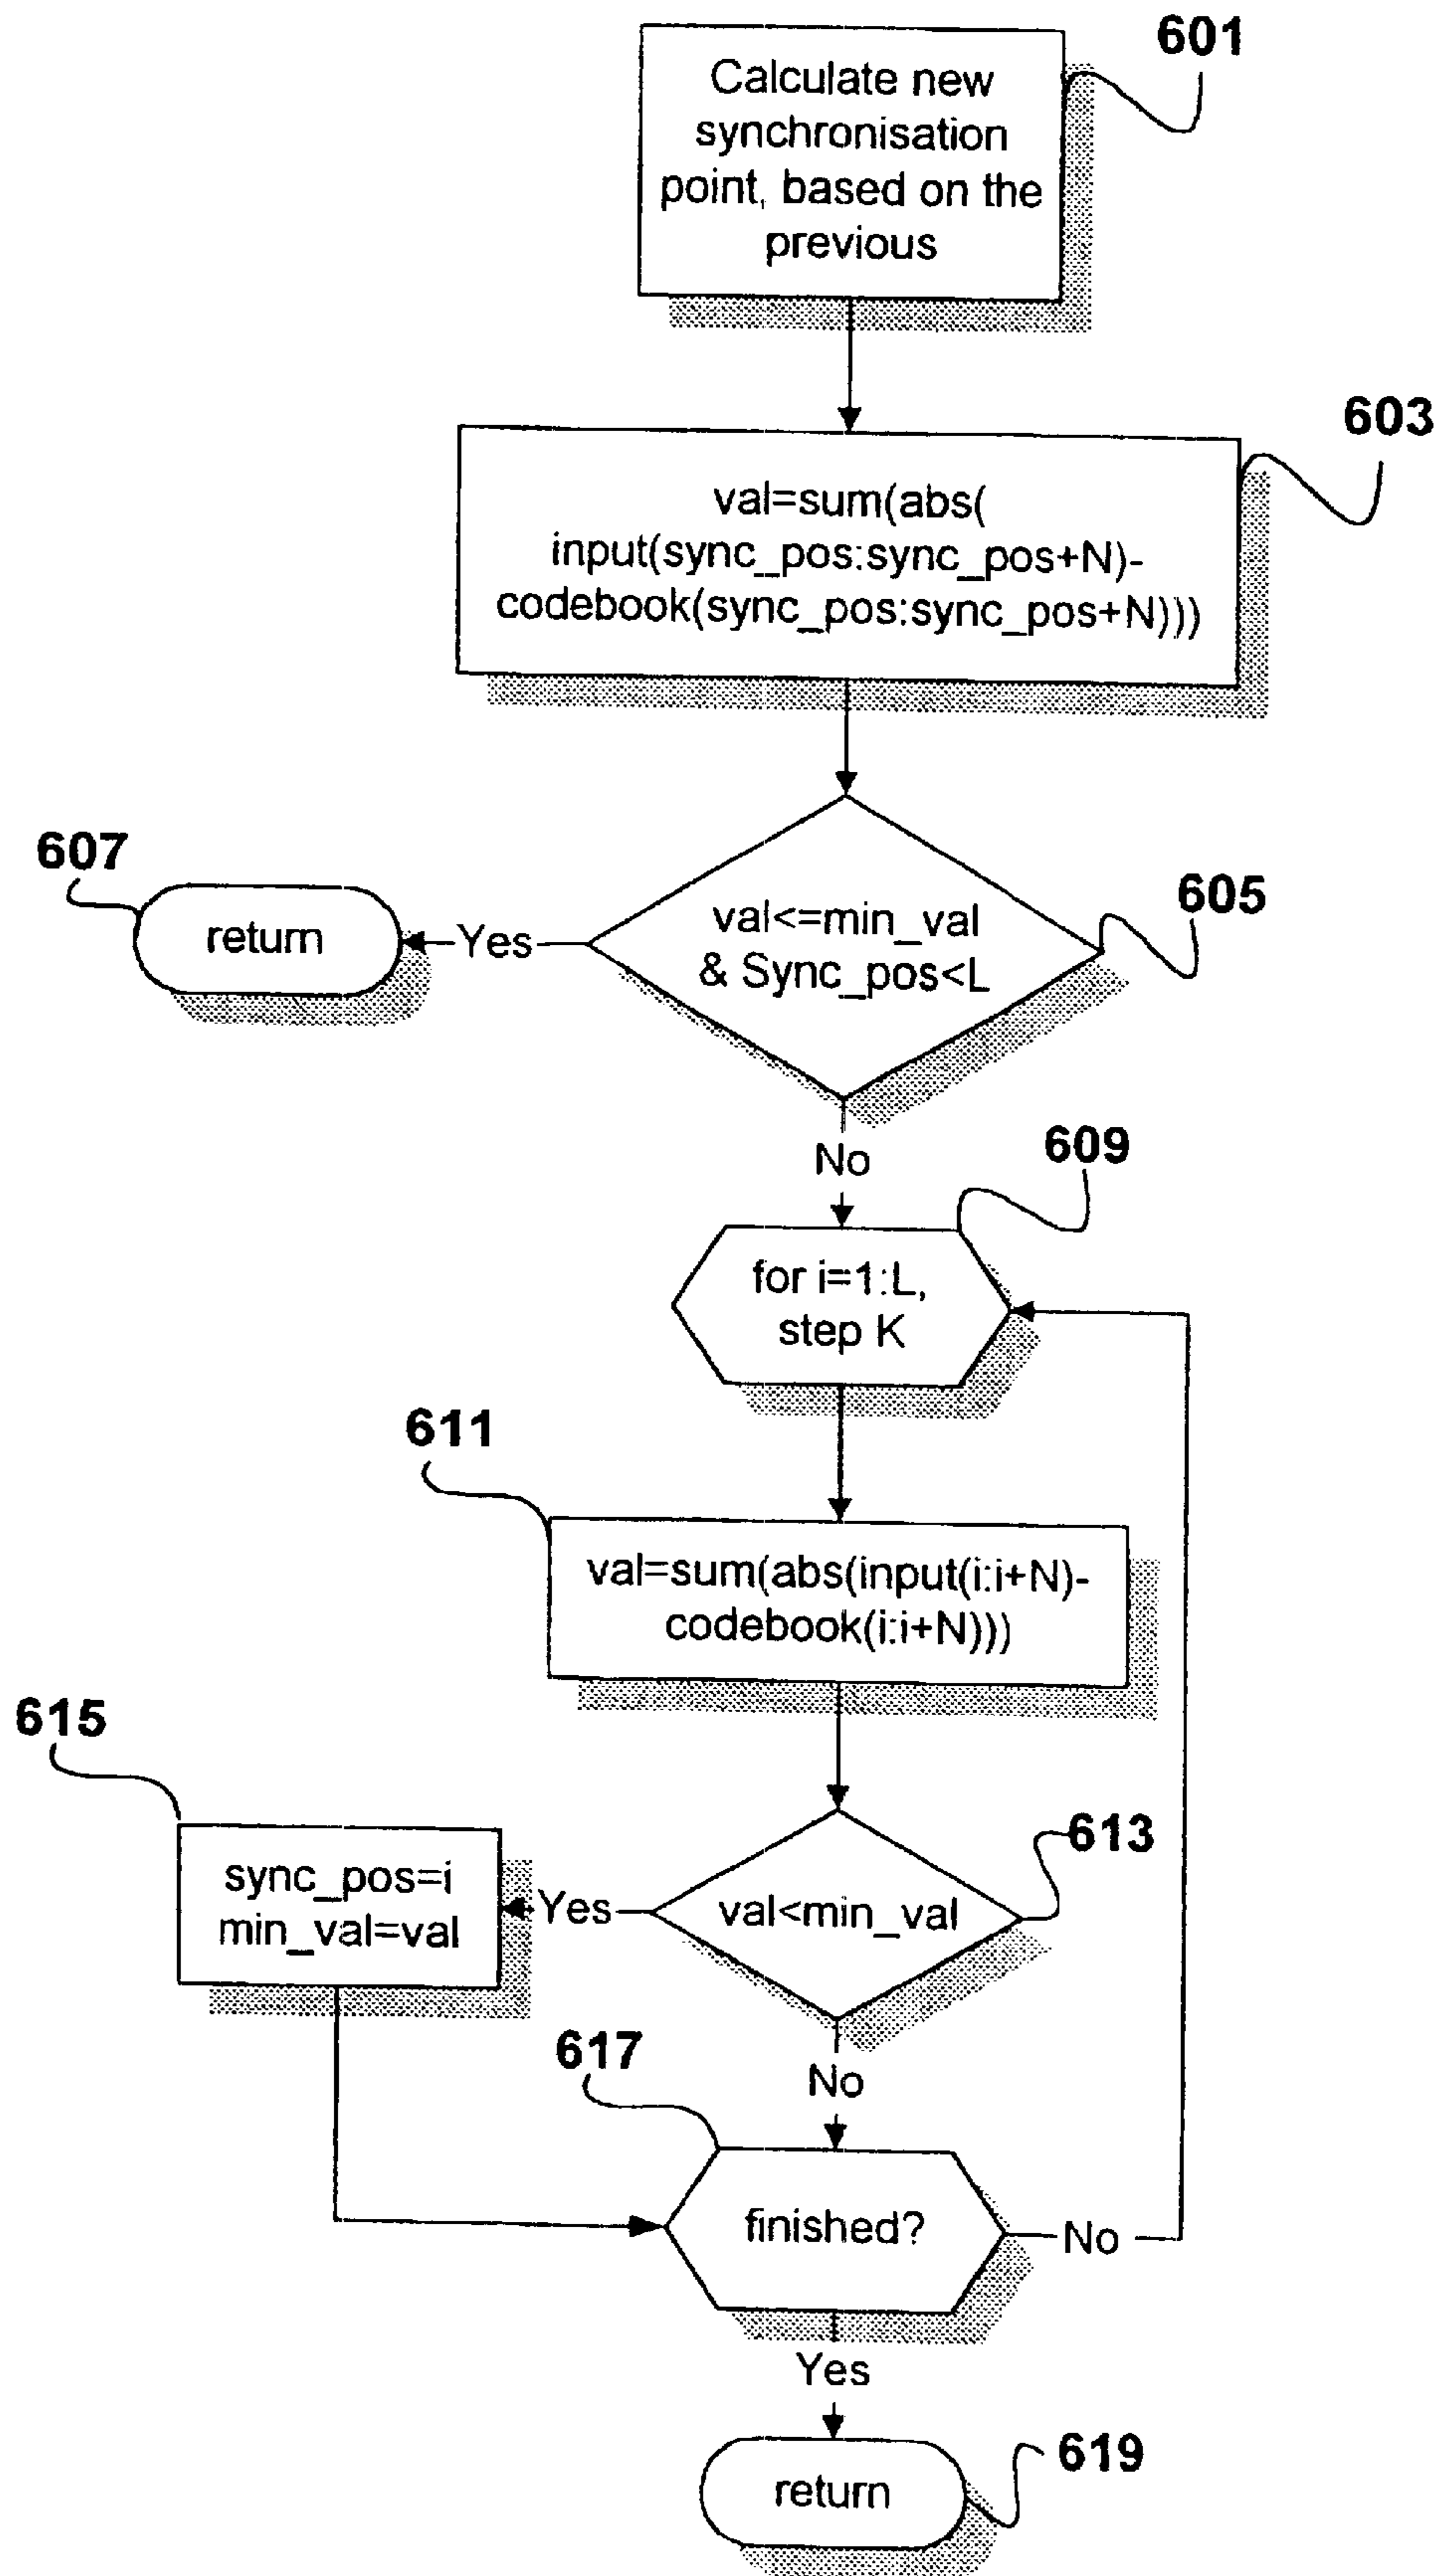 601
Calculate new
synchronisation
point, based on the
previous
603
val=sum(abs(
input(sync_pos:sync_pos+N)-
codebook(sync_pos:sync_pos+N)))
607
return
Yes
605
val<=min_val
& Sync_pos<L
No
609
for i=1:L,
step K
611
val=sum(abs(input(i:i+N)-
codebook(i:i+N)))
615
sync_pos=i
min_val=val
Yes
613
val<min_val
617
No
finished?
No
Yes
619
return